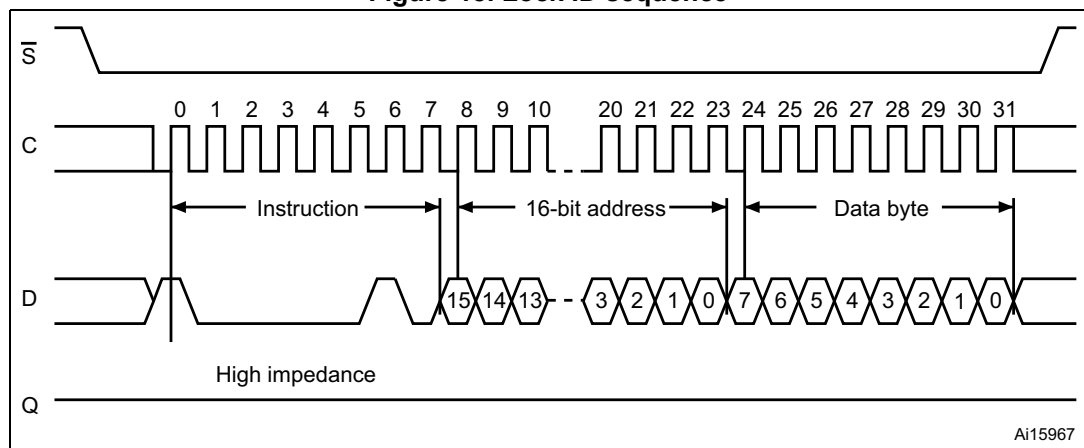 Figure Lock ID sequence
S̅
0 1 2 3 4 5 6 7 8 9 10 20 21 22 23 24 25 26 27 28 29 30 31
C
Instruction 16-bit address Data byte
D 15 14 13 3 2 1 0 7 6 5 4 3 2 1 0
High impedance
Q
Ai15967